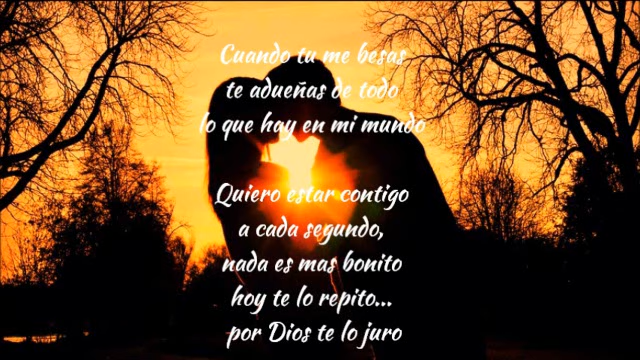 Cuando tu me besas
te adueñas de todo
lo que hay en mi mundo
Quiero estar contigo
a cada segundo,
nada es mas bonito
hoy te lo repito...
por Dios te lo juro